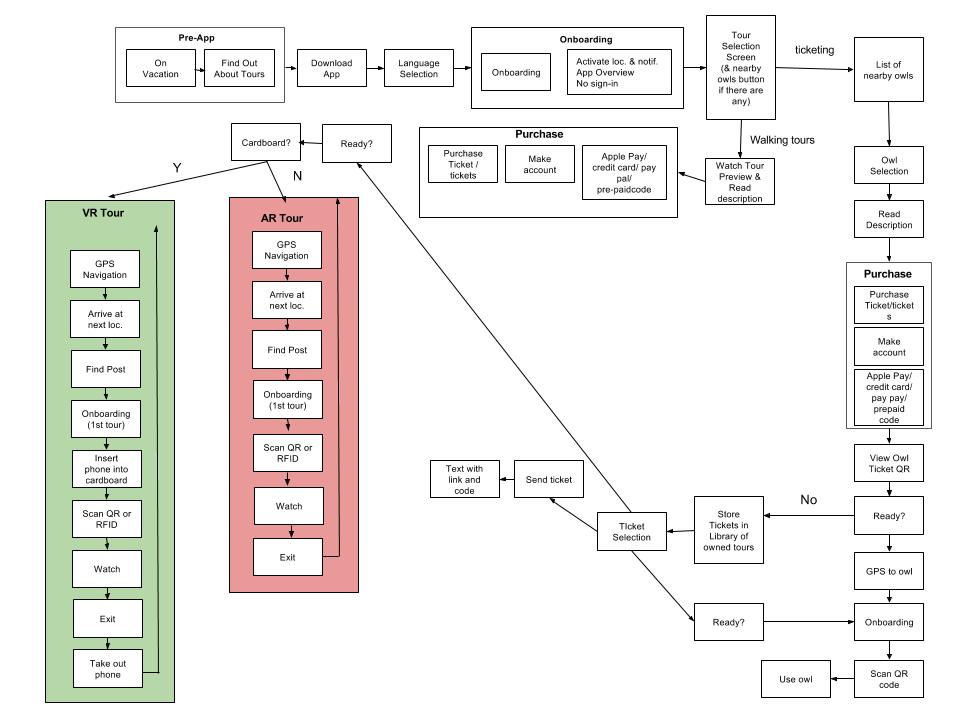 Pre-App
On
Vacation
Find Out
About Tours
Download
App
Language
Selection
Onboarding
Onboarding
Activate loc. & notif.
App Overview
No sign-in
Tour
Selection
Screen
(& nearby
owls button
if there are
any)
ticketing
List of
nearby owls
Walking tours
Watch Tour
Preview &
Read
description
Purchase
Purchase
Ticket /
tickets
Make
account
Apple Pay/
credit card/ pay
pal/
pre-paidcode
Ready?
Cardboard?
Y
N
VR Tour
GPS
Navigation
Arrive at
next loc.
Find Post
Onboarding
(1st tour)
Insert
phone into
cardboard
Scan QR or
RFID
Watch
Exit
Take out
phone
AR Tour
GPS
Navigation
Arrive at
next loc.
Find Post
Onboarding
(1st tour)
Scan QR or
RFID
Watch
Exit
Owl
Selection
Read
Description
Purchase
Purchase
Ticket/ticket
s
Make
account
Apple Pay/
credit card/
pay pay/
prepaid
code
View Owl
Ticket QR
Ready?
No
Store
Tickets in
Library of
owned tours
TIcket
Selection
Send ticket
Text with
link and
code
Ready?
GPS to owl
Onboarding
Scan QR
code
Use owl